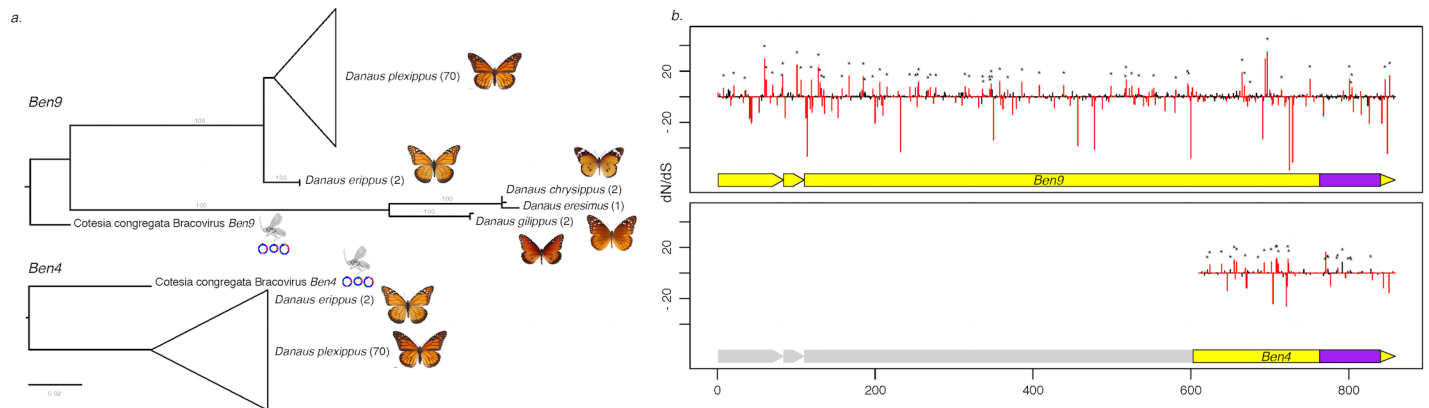 a.
Ben9
100
Danaus plexippus (70)
100
Danaus erippus (2)
100
100
Danaus chrysippus (2)
Danaus eresimus (1)
Danaus gilippus (2)
Cotesia congregata Bracovirus Ben9
Ben4
Cotesia congregata Bracovirus Ben4
Danaus erippus (2)
Danaus plexippus (70)
b.
20
- 20
dN/dS
Ben9
20
- 20
Ben4
0
200
400
600
800